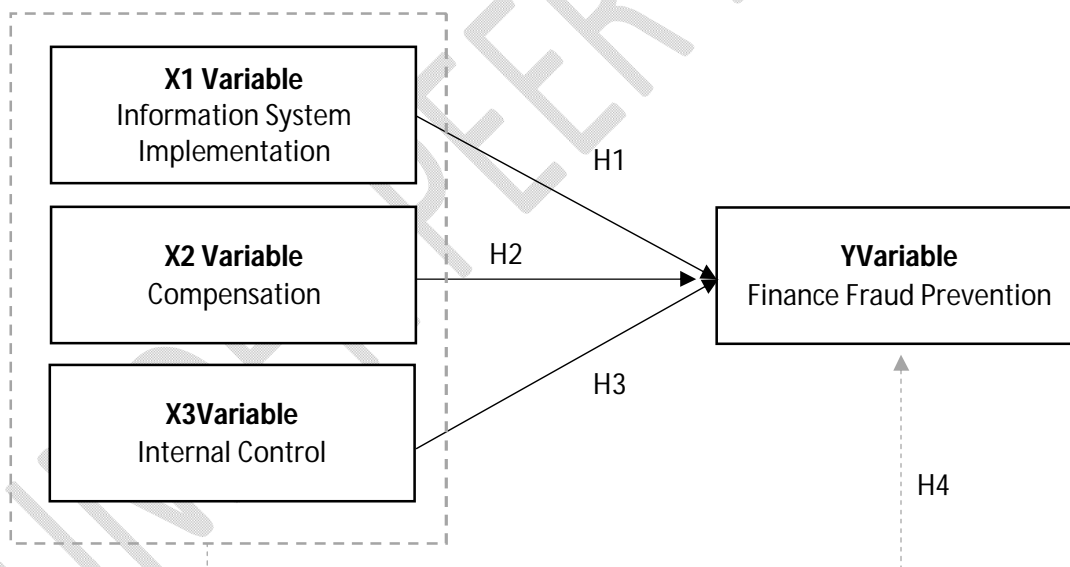 X1 Variable
Information System
Implementation
H1
X2 Variable
Compensation
H2
YVariable
Finance Fraud Prevention
X3Variable
Internal Control
H3
H4
PEER